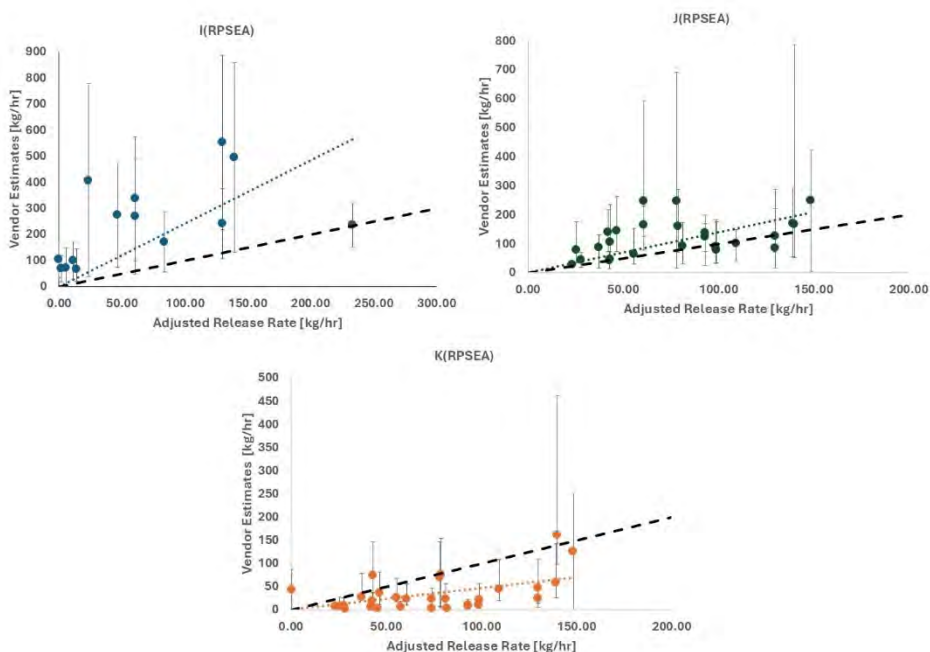 I(RPSEA)
Vendor Estimates [kg/hr]
900
800
700
600
500
400
300
200
100
0
0.00 50.00 100.00 150.00 200.00 250.00 300.00
Adjusted Release Rate [kg/hr]
J(RPSEA)
Vendor Estimates [kg/hr]
800
700
600
500
400
300
200
100
0
0.00 50.00 100.00 150.00 200.00
Adjusted Release Rate [kg/hr]
K(RPSEA)
Vendor Estimates [kg/hr]
500
450
400
350
300
250
200
150
100
50
0
0.00 50.00 100.00 150.00 200.00
Adjusted Release Rate [kg/hr]